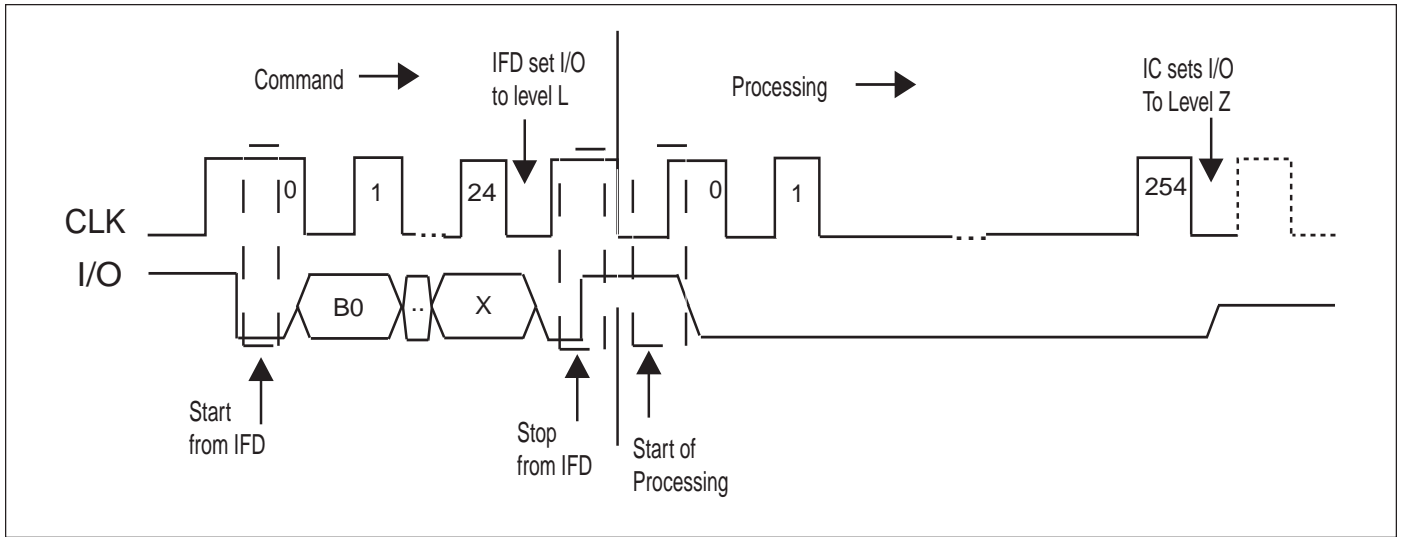 Command
IFD set I/O
to level L
Processing
IC sets I/O
To Level Z
CLK
0
1
24
0
1
254
I/O
B0
..
X
Start
from IFD
Stop
from IFD
Start of
Processing